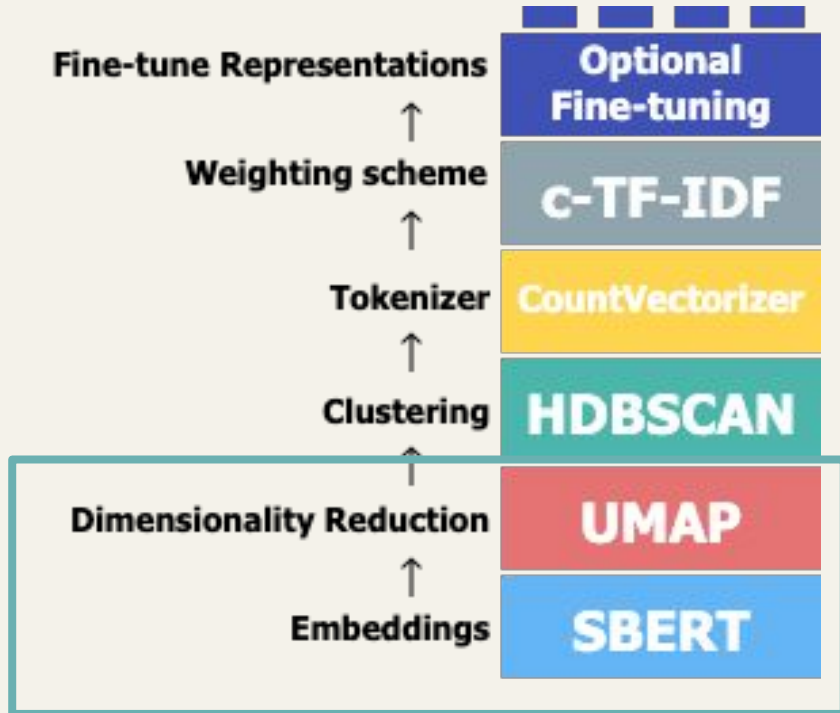 Fine-tune Representations
Optional
Fine-tuning
↑
Weighting scheme
c-TF-IDF
↑
Tokenizer
CountVectorizer
↑
Clustering
HDBSCAN
↑
Dimensionality Reduction
UMAP
↑
Embeddings
SBERT